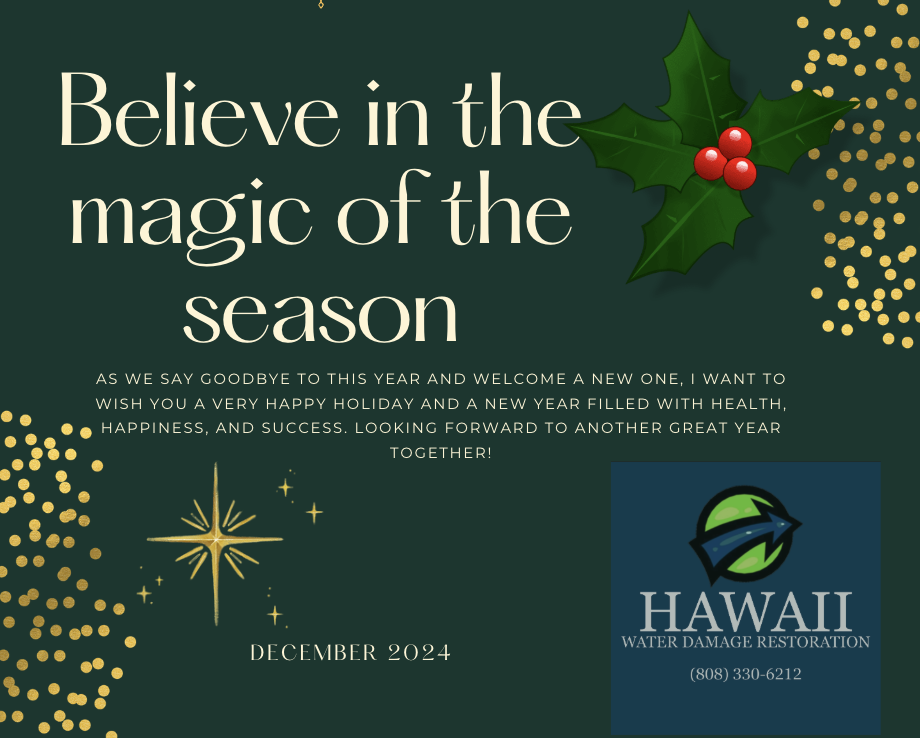 Believe in the
magic of the
season
AS WE SAY GOODBYE TO THIS YEAR AND WELCOME A NEW ONE, I WANT TO
WISH YOU A VERY HAPPY HOLIDAY AND A NEW YEAR FILLED WITH HEALTH,
HAPPINESS, AND SUCCESS. LOOKING FORWARD TO ANOTHER GREAT YEAR
TOGETHER!
DECEMBER 2024
HAWAII
WATER DAMAGE RESTORATION
(808) 330-6212